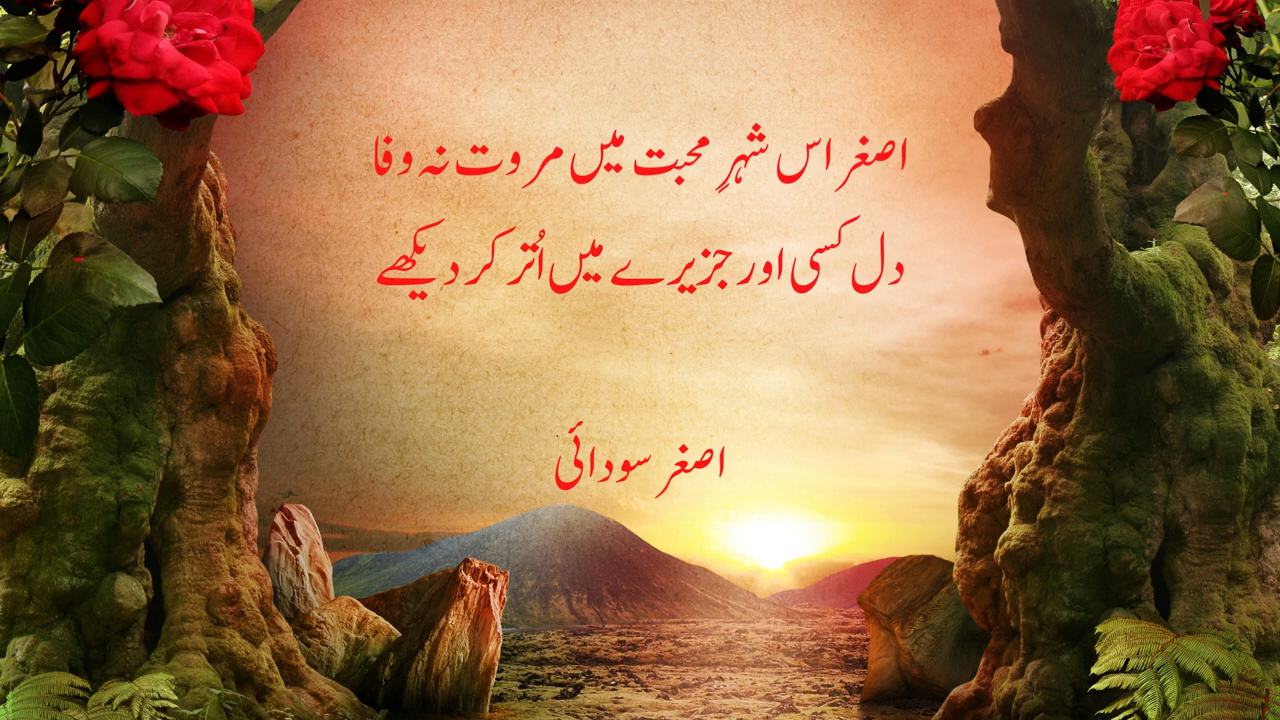 اصغر اس شہرِ محبت میں مروت نہ وفا
دل کسی اور جزیرے میں اُتر کر دیکھے
اصغر سودائی